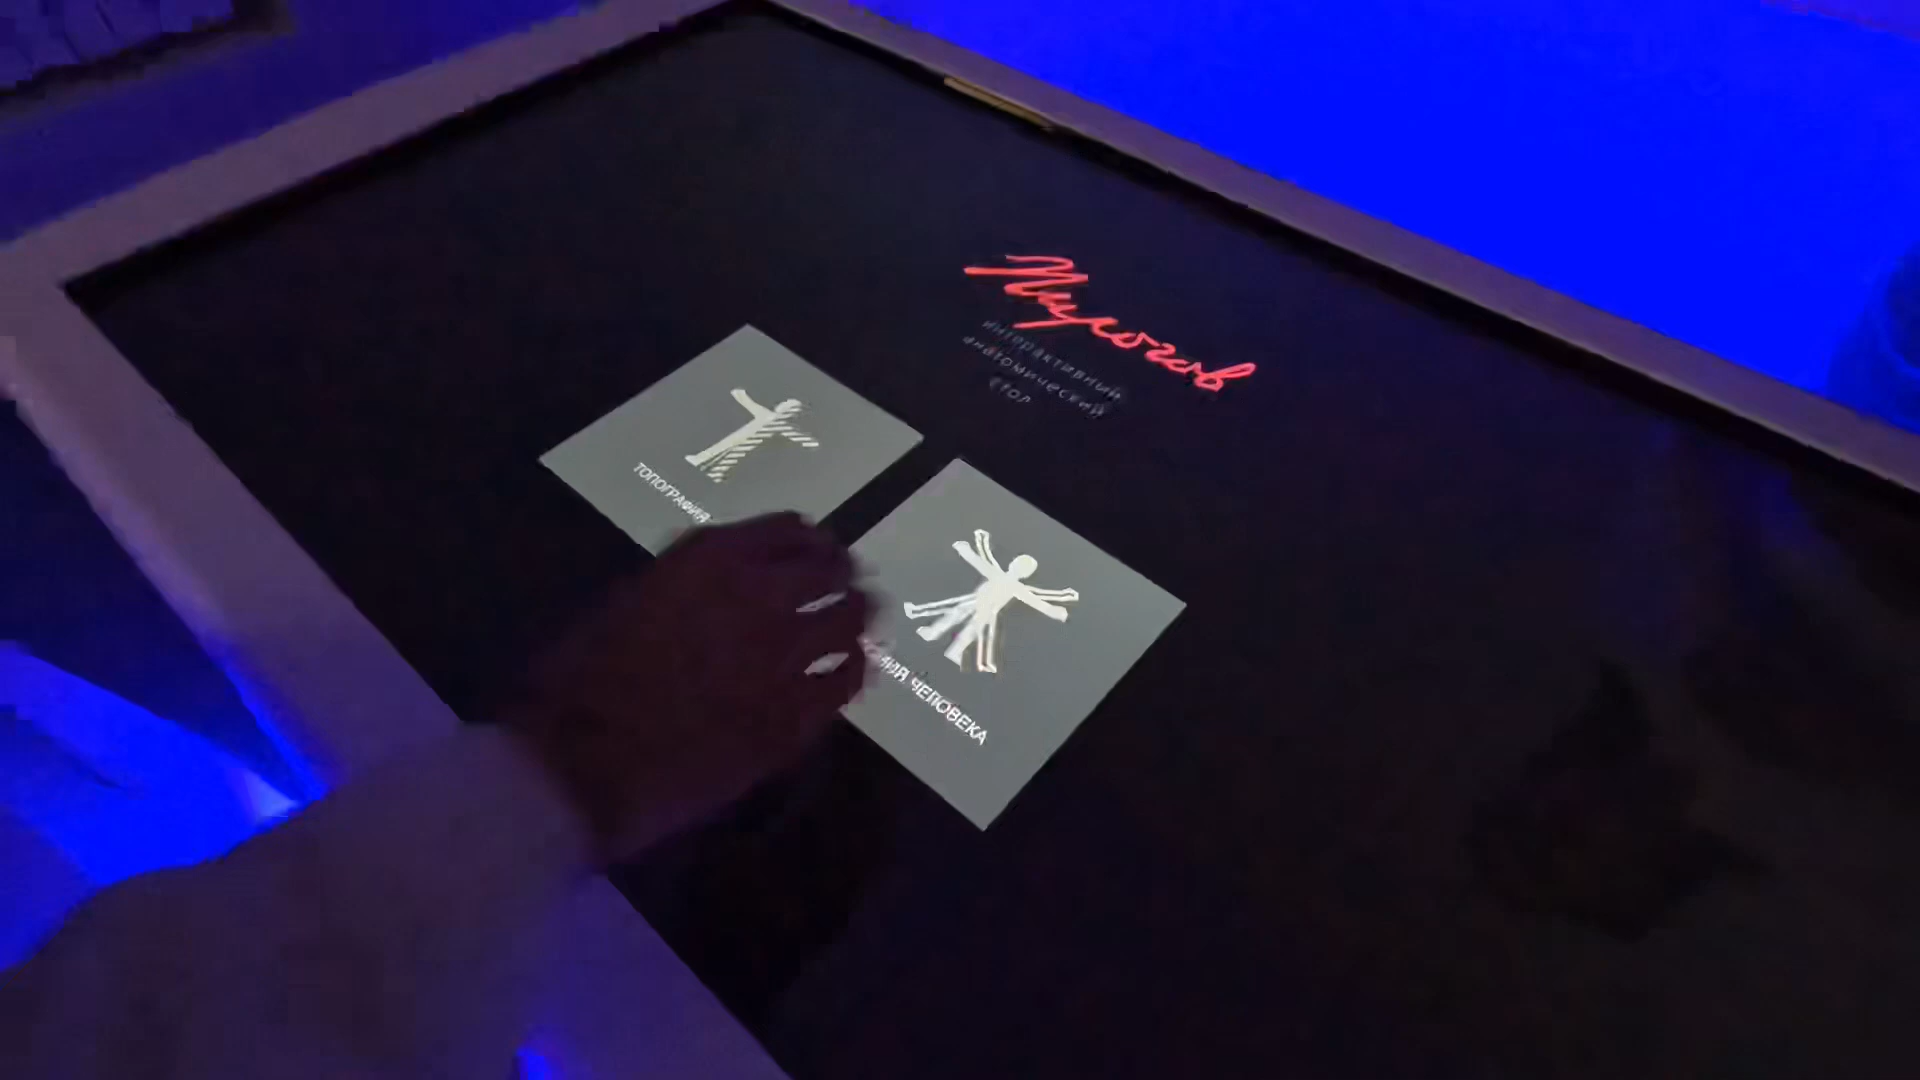 Пирогов
интерактивный
анатомический
стол
ТОПОГРАФИЯ
ЧЕЛОВЕКА